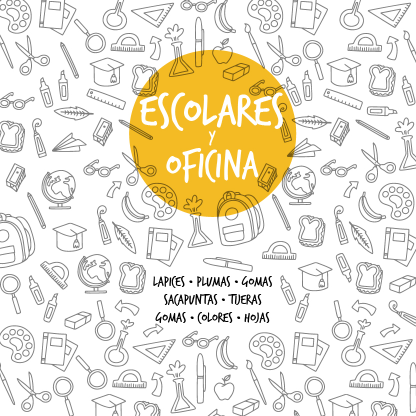 ESCOLARES
y
OFICINA
LAPICES • PLUMAS • GOMAS
SACAPUNTAS • TIJERAS
GOMAS • COLORES • HOJAS